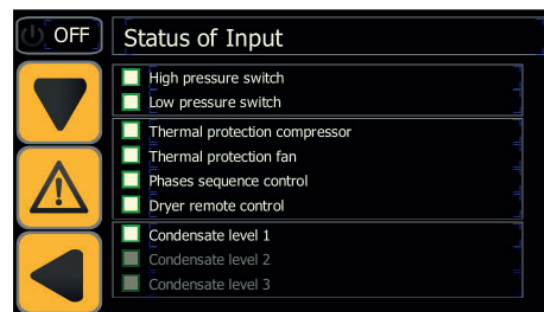 OFF
Status of Input
High pressure switch
Low pressure switch
Thermal protection compressor
Thermal protection fan
Phases sequence control
Dryer remote control
Condensate level 1
Condensate level 2
Condensate level 3